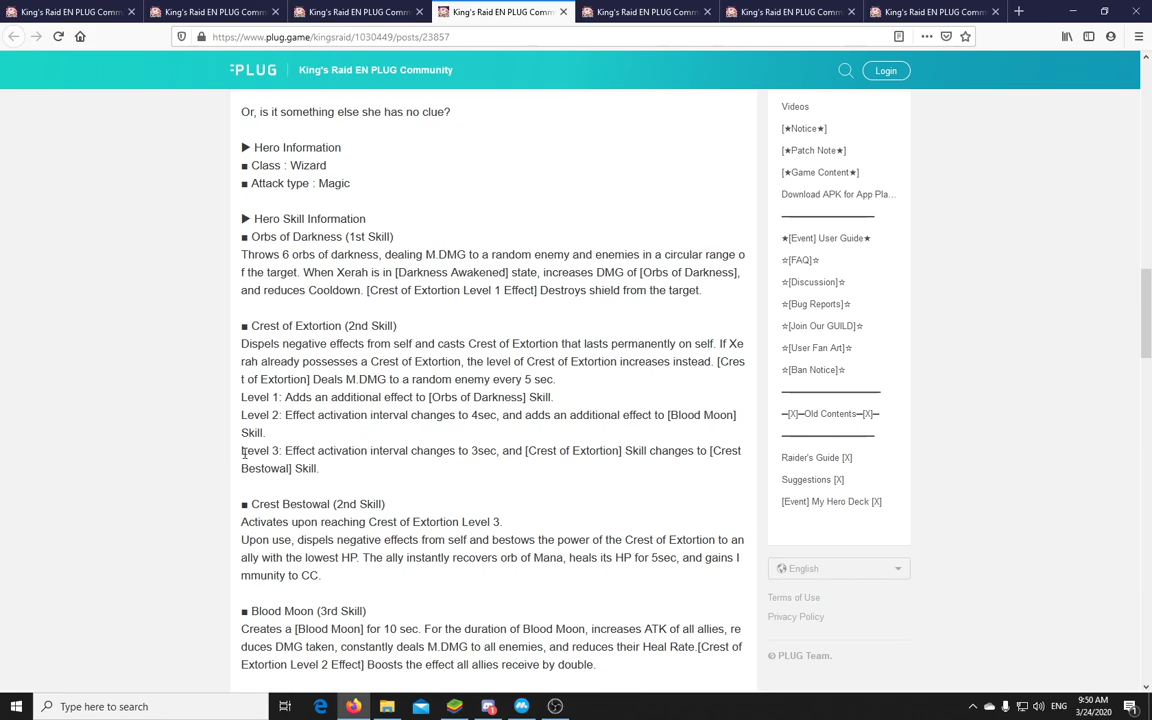 King's Raid EN PLUG Commu
King's Raid EN PLUG Commun
King's Raid EN PLUG Commun
King's Raid EN PLUG Commu
King's Raid EN PLUG Commun
King's Raid EN PLUG Commu
King's Raid EN PLUG Commun
https://www.plug.game/kingsraid/1030449/posts/23857
PLUG King's Raid EN PLUG Community Login
Or, is it something else she has no clue?
▶ Hero Information
■ Class : Wizard
■ Attack type : Magic
▶ Hero Skill Information
■ Orbs of Darkness (1st Skill)
Throws 6 orbs of darkness, dealing M.DMG to a random enemy and enemies in a circular range o
f the target. When Xerah is in [Darkness Awakened] state, increases DMG of [Orbs of Darkness],
and reduces Cooldown. [Crest of Extortion Level 1 Effect] Destroys shield from the target.
■ Crest of Extortion (2nd Skill)
Dispels negative effects from self and casts Crest of Extortion that lasts permanently on self. If Xe
rah already possesses a Crest of Extortion, the level of Crest of Extortion increases instead. [Cres
t of Extortion] Deals M.DMG to a random enemy every 5 sec.
Level 1: Adds an additional effect to [Orbs of Darkness] Skill.
Level 2: Effect activation interval changes to 4sec, and adds an additional effect to [Blood Moon]
Skill.
Level 3: Effect activation interval changes to 3sec, and [Crest of Extortion] Skill changes to [Crest
Bestowal] Skill.
■ Crest Bestowal (2nd Skill)
Activates upon reaching Crest of Extortion Level 3.
Upon use, dispels negative effects from self and bestows the power of the Crest of Extortion to an
ally with the lowest HP. The ally instantly recovers orb of Mana, heals its HP for 5sec, and gains I
mmunity to CC.
■ Blood Moon (3rd Skill)
Creates a [Blood Moon] for 10 sec. For the duration of Blood Moon, increases ATK of all allies, re
duces DMG taken, constantly deals M.DMG to all enemies, and reduces their Heal Rate.[Crest of
Extortion Level 2 Effect] Boosts the effect all allies receive by double.
Videos
[★Notice★]
[★Patch Note★]
[★Game Content★]
Download APK for App Pla...
★[Event] User Guide★
☆[FAQ]☆
☆[Discussion]☆
☆[Bug Reports]☆
☆[Join Our GUILD]☆
☆[User Fan Art]☆
☆[Ban Notice]☆
━[X]━Old Contents━[X]━
Raider's Guide [X]
Suggestions [X]
[Event] My Hero Deck [X]
English
Terms of Use
Privacy Policy
© PLUG Team.
Type here to search
ENG
9:50 AM
3/24/2020